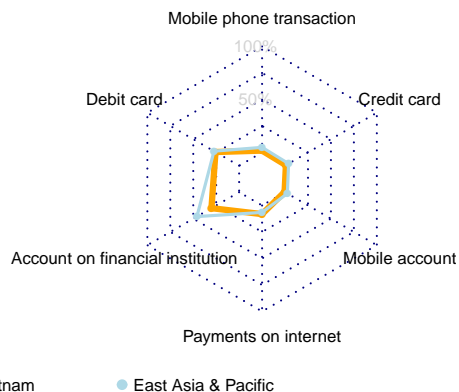 Mobile phone transaction
100%
Debit card
50%
Credit card
Account on financial institution
Mobile account
Payments on internet
tnam
East Asia & Pacific